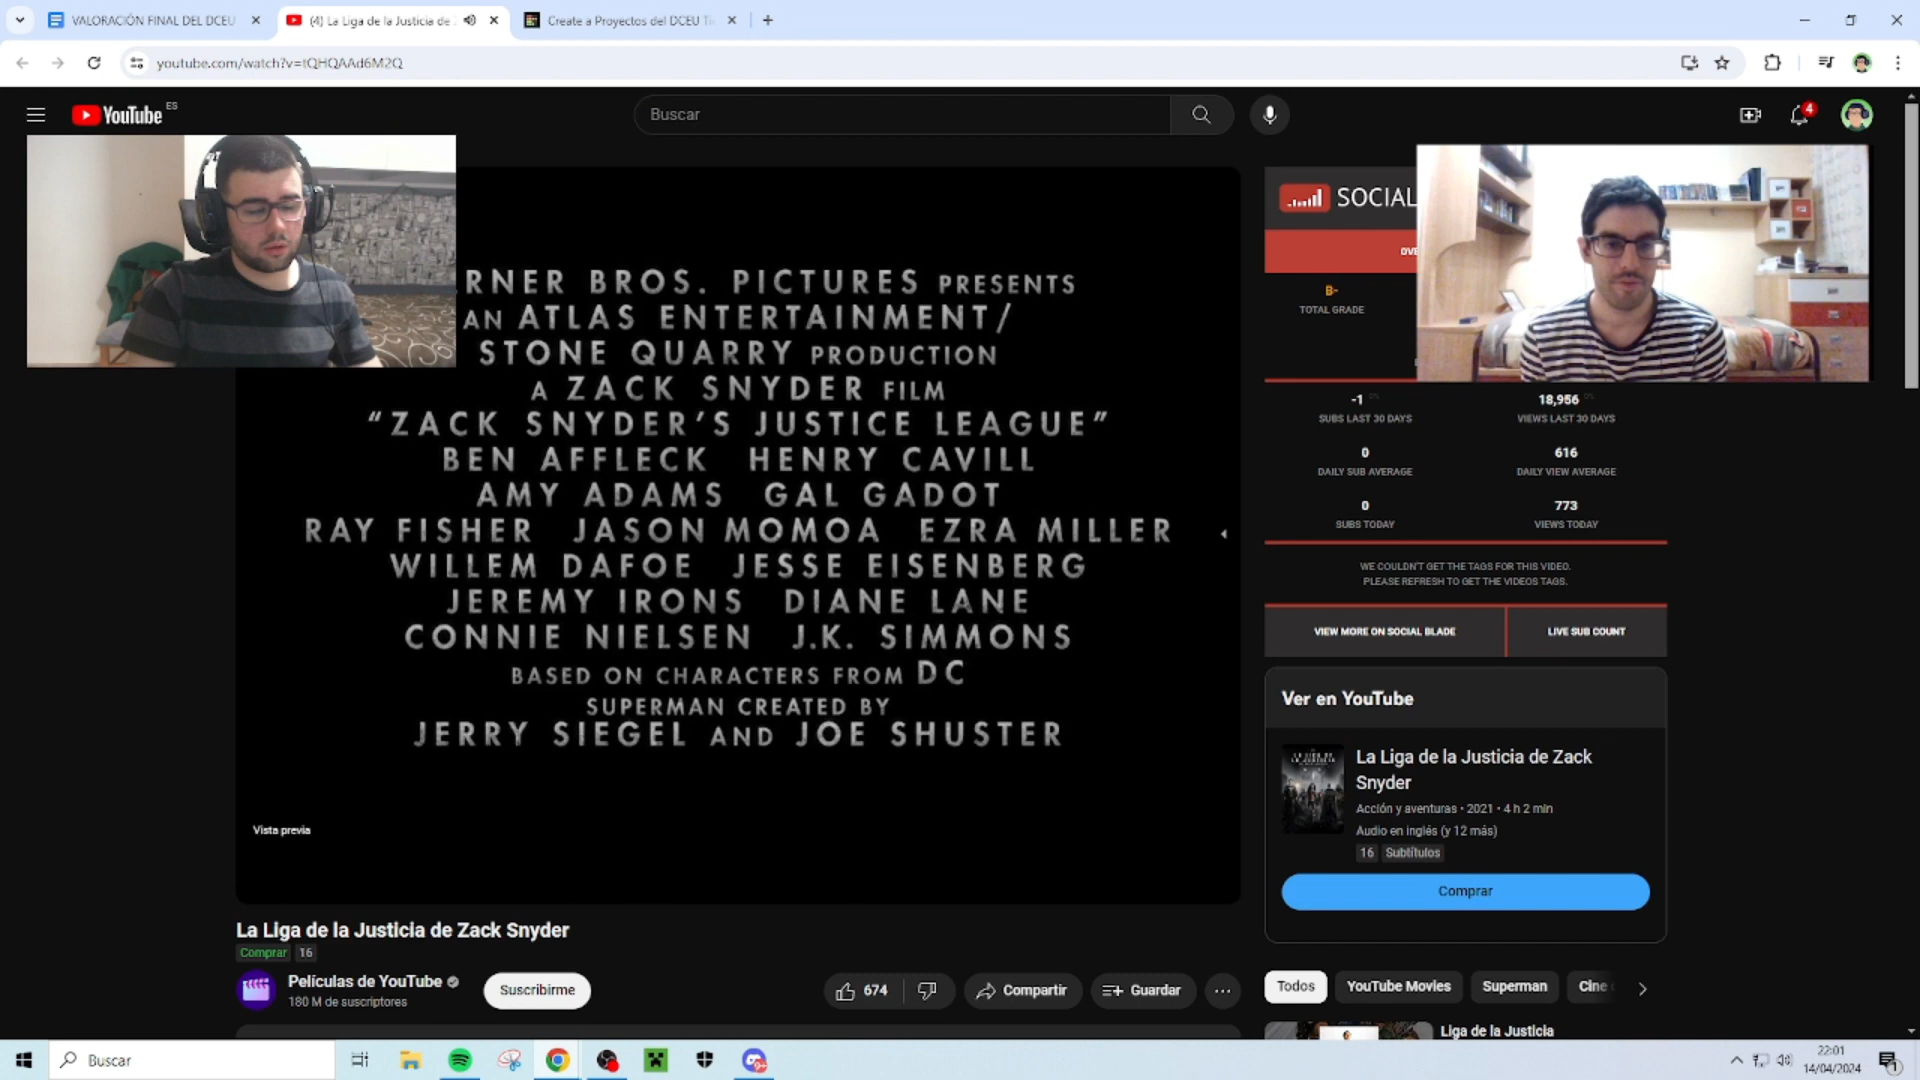 VALORACIÓN FINAL DEL DCEU
(4) La Liga de la Justicia de
Create a Proyectos del DCEU Ti
youtube.com/watch?v=tQHQAAd6M2Q
YouTube ES
Buscar
4
RNER BROS. PICTURES PRESENTS
AN ATLAS ENTERTAINMENT/
STONE QUARRY PRODUCTION
A ZACK SNYDER FILM
"ZACK SNYDER'S JUSTICE LEAGUE"
BEN AFFLECK HENRY CAVILL
AMY ADAMS GAL GADOT
RAY FISHER JASON MOMOA EZRA MILLER
WILLEM DAFOE JESSE EISENBERG
JEREMY IRONS DIANE LANE
CONNIE NIELSEN J.K. SIMMONS
BASED ON CHARACTERS FROM DC
SUPERMAN CREATED BY
JERRY SIEGEL AND JOE SHUSTER
Vista previa
La Liga de la Justicia de Zack Snyder
Comprar 16
Películas de YouTube
180 M de suscriptores
Suscribirme
674
Compartir
Guardar
SOCIAL
OVE
B-
TOTAL GRADE
-1 0%
SUBS LAST 30 DAYS
18,956 0%
VIEWS LAST 30 DAYS
0
DAILY SUB AVERAGE
616
DAILY VIEW AVERAGE
0
SUBS TODAY
773
VIEWS TODAY
WE COULDN'T GET THE TAGS FOR THIS VIDEO.
PLEASE REFRESH TO GET THE VIDEOS TAGS.
VIEW MORE ON SOCIAL BLADE
LIVE SUB COUNT
Ver en YouTube
La Liga de la Justicia de Zack
Snyder
Acción y aventuras • 2021 • 4 h 2 min
Audio en inglés (y 12 más)
16 Subtítulos
Comprar
Todos
YouTube Movies
Superman
Cine
Liga de la Justicia
Buscar
22:01
14/04/2024
1